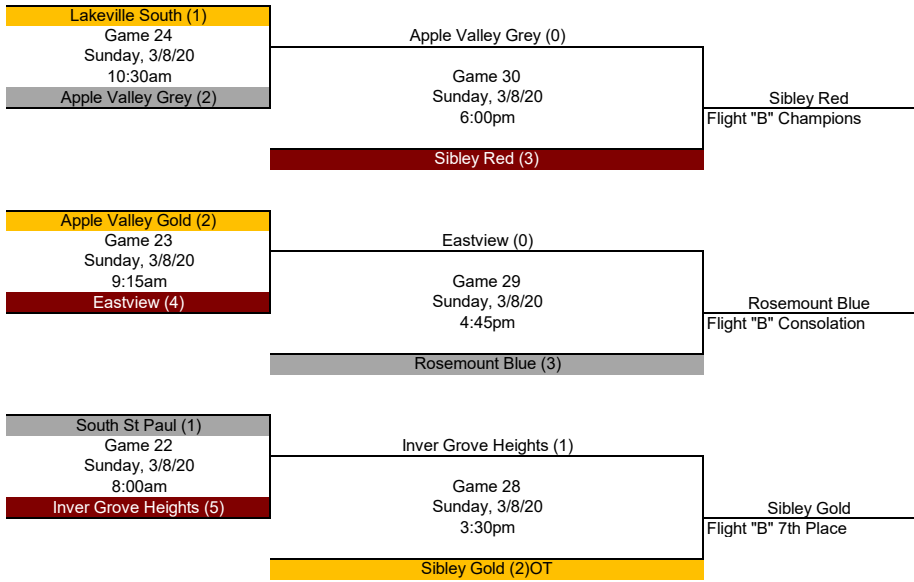 Lakeville South (1)
Game 24
Sunday, 3/8/20
10:30am
Apple Valley Grey (2)
Apple Valley Grey (0)
Game 30
Sunday, 3/8/20
6:00pm
Sibley Red (3)
Sibley Red
Flight "B" Champions
Apple Valley Gold (2)
Game 23
Sunday, 3/8/20
9:15am
Eastview (4)
Eastview (0)
Game 29
Sunday, 3/8/20
4:45pm
Rosemount Blue (3)
Rosemount Blue
Flight "B" Consolation
South St Paul (1)
Game 22
Sunday, 3/8/20
8:00am
Inver Grove Heights (5)
Inver Grove Heights (1)
Game 28
Sunday, 3/8/20
3:30pm
Sibley Gold (2)OT
Sibley Gold
Flight "B" 7th Place